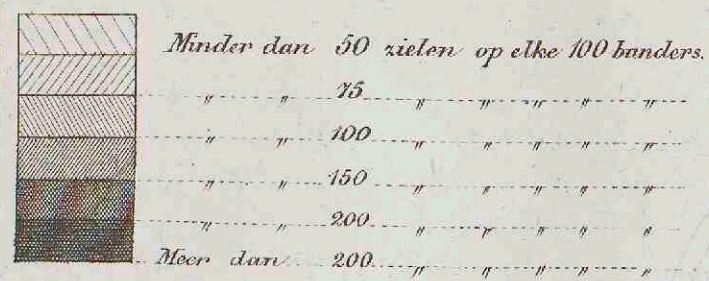 Minder dan 50 zielen op elke 100 bunders.
" " 75 " " " " "
" " 100 " " " " "
" " 150 " " " " "
" " 200 " " " " "
Meer dan 200 " " " " "